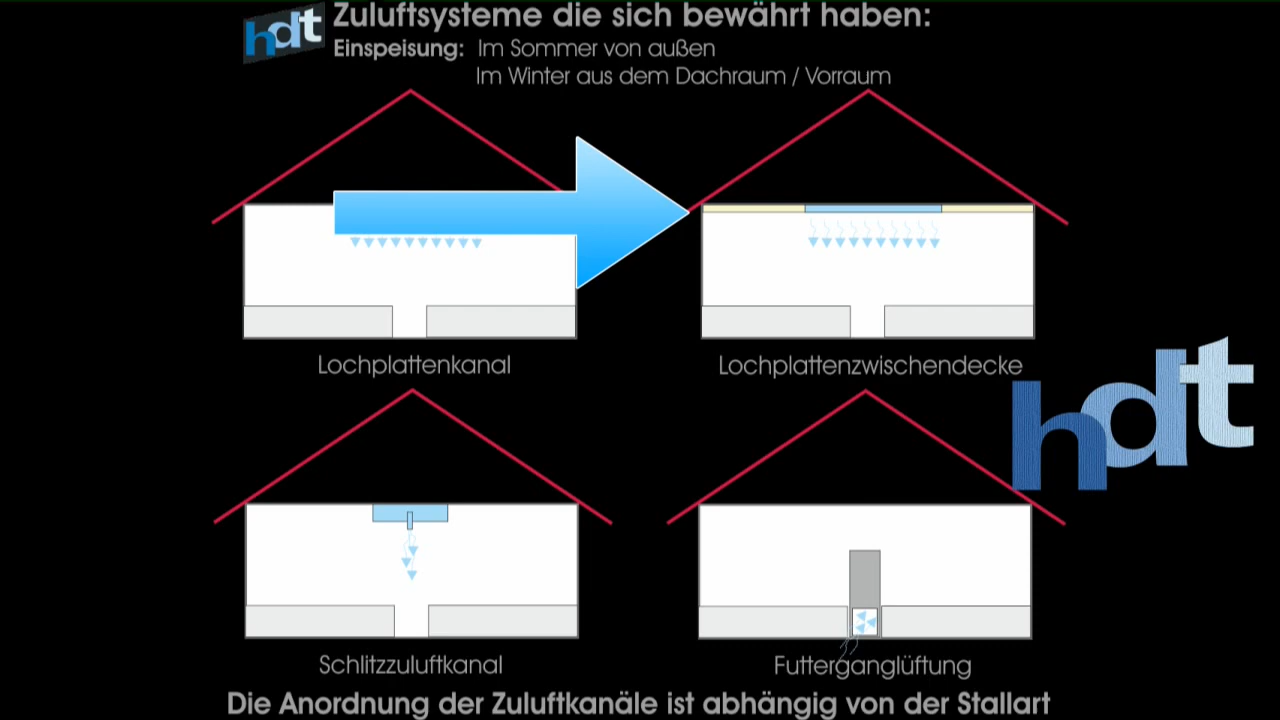 hdt
Zuluftsysteme die sich bewährt haben:
Einspeisung: Im Sommer von außen
Im Winter aus dem Dachraum / Vorraum
Lochplattenkanal
Lochplattenzwischendecke
hdt
Schlitzzuluftkanal
Futterganglüftung
Die Anordnung der Zuluftkanäle ist abhängig von der Stallart